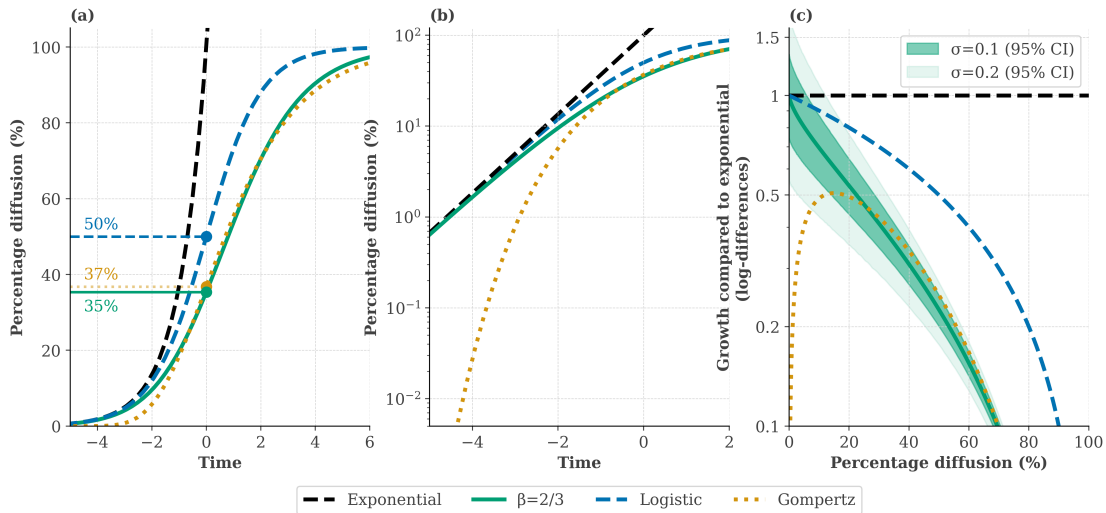 (a)
Percentage diffusion (%)
100
80
60
40
20
0
50%
37%
35%
−4
−2
0
2
4
6
Time
(b)
Percentage diffusion (%)
10²
10¹
10⁰
10⁻¹
10⁻²
−4
−2
0
2
Time
(c)
Growth compared to exponential
(log-differences)
1.5
1
0.5
0.2
0.1
σ=0.1 (95% CI)
σ=0.2 (95% CI)
0
20
40
60
80
100
Percentage diffusion (%)
Exponential
β=2/3
Logistic
Gompertz